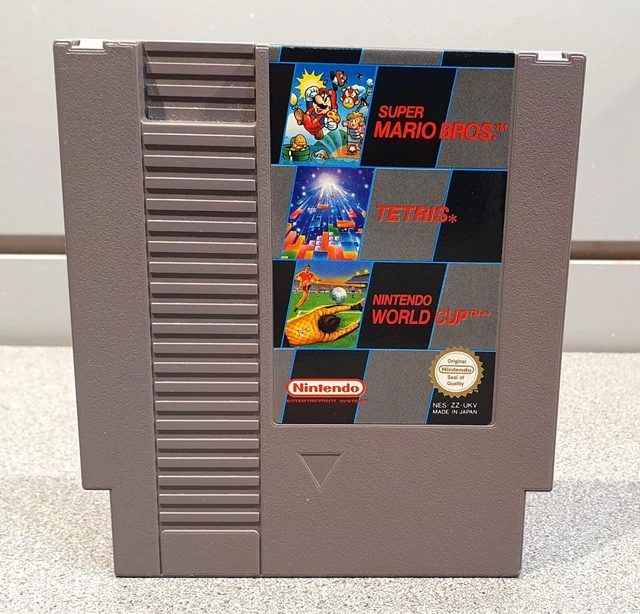 SUPER
MARIO BROS.™
TETRIS*
NINTENDO
WORLD CUP™
Nintendo
ENTERTAINMENT SYSTEM
Original
Nintendo
Seal of
Quality
NES-ZZ-UKV
MADE IN JAPAN